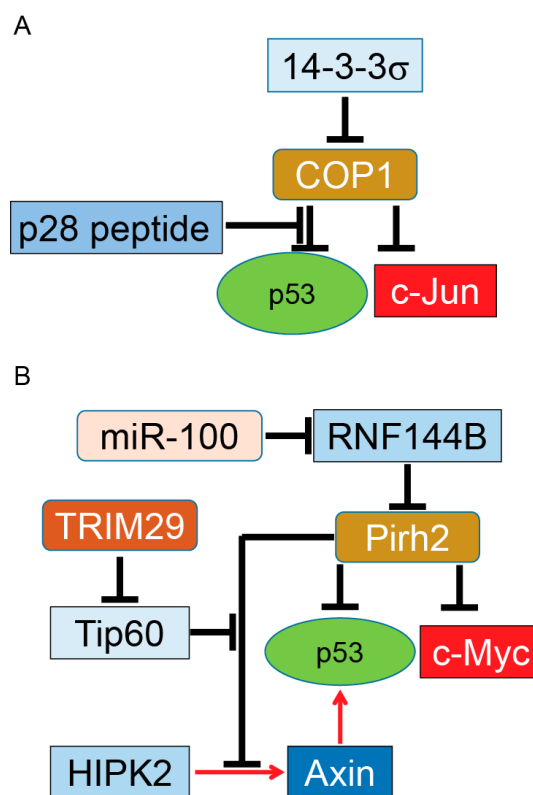 A
14-3-3σ
COP1
p28 peptide
p53
c-Jun
B
miR-100
RNF144B
TRIM29
Pirh2
Tip60
p53
c-Myc
HIPK2
Axin